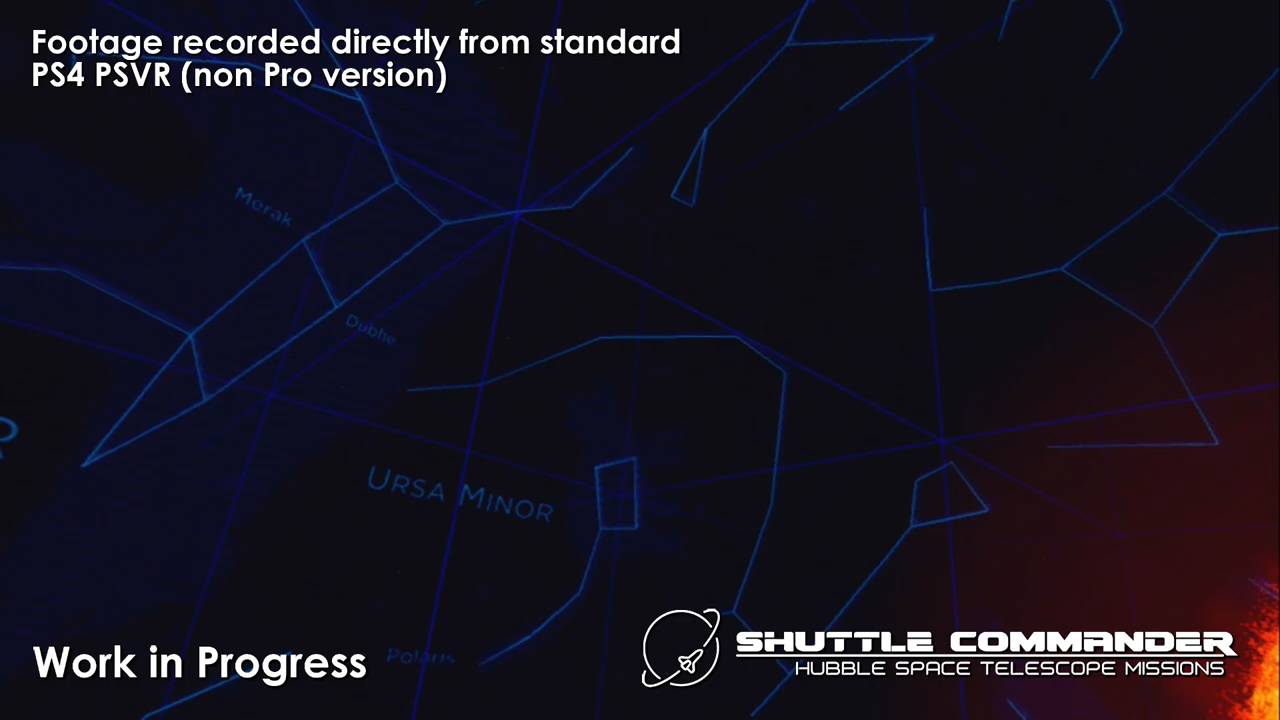 Footage recorded directly from standard
PS4 PSVR (non Pro version)
Merak
Dubhe
URSA MINOR
Polaris
Work in Progress
SHUTTLE COMMANDER
HUBBLE SPACE TELESCOPE MISSIONS